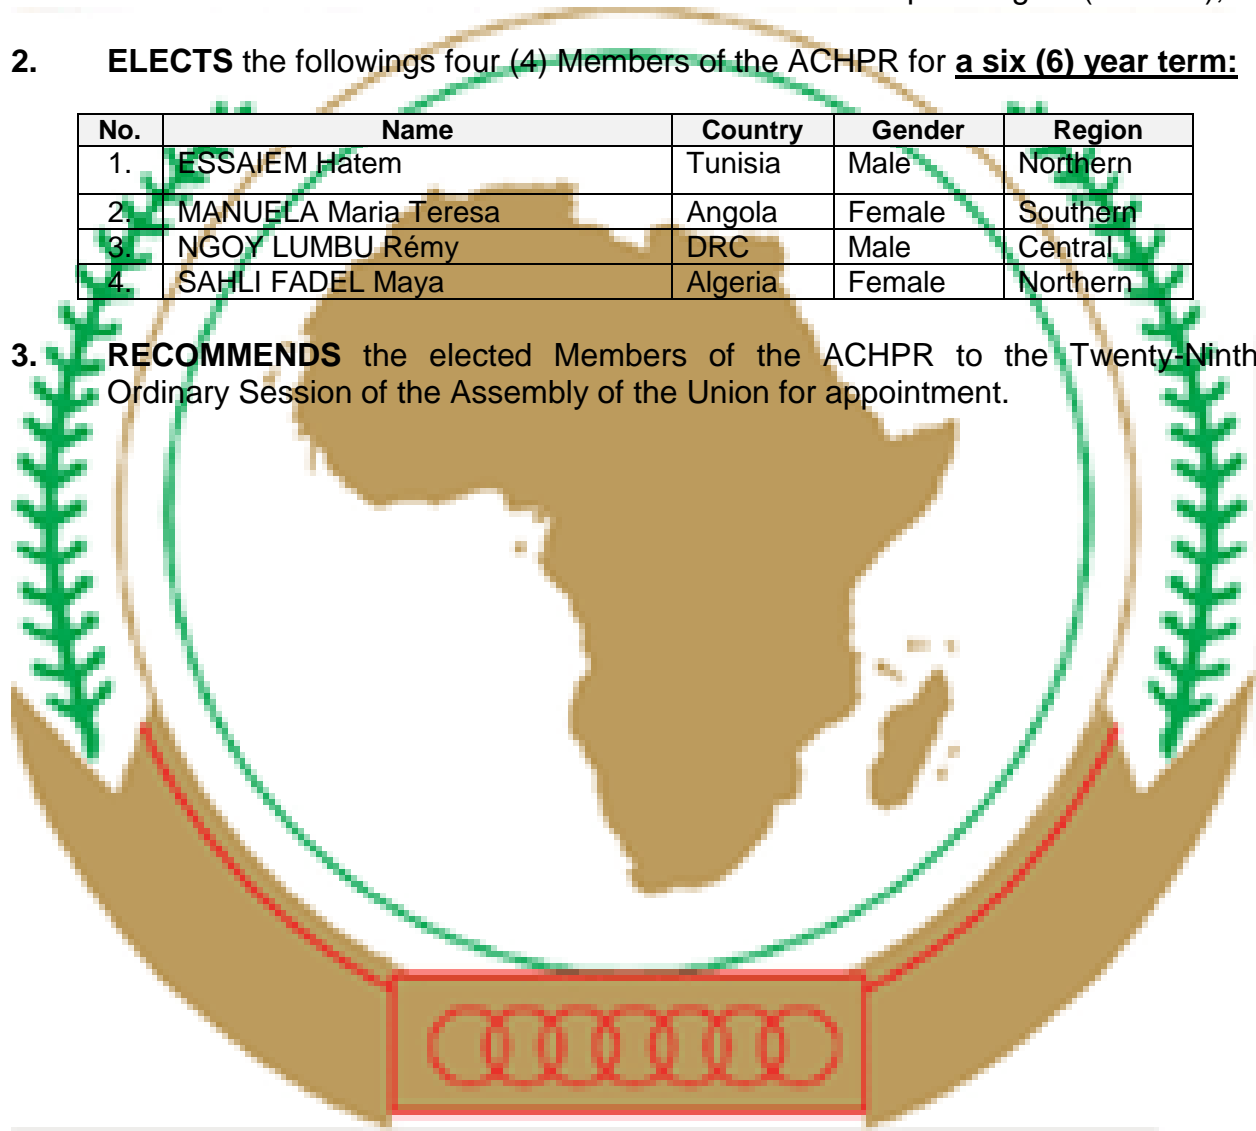 2. ELECTS the followings four (4) Members of the ACHPR for a six (6) year term:
No. Name Country Gender Region
1. ESSAIEM Hatem Tunisia Male Northern
2. MANUELA Maria Teresa Angola Female Southern
3. NGOY LUMBU Rémy DRC Male Central
4. SAHLI FADEL Maya Algeria Female Northern
3. RECOMMENDS the elected Members of the ACHPR to the Twenty-Ninth
Ordinary Session of the Assembly of the Union for appointment.